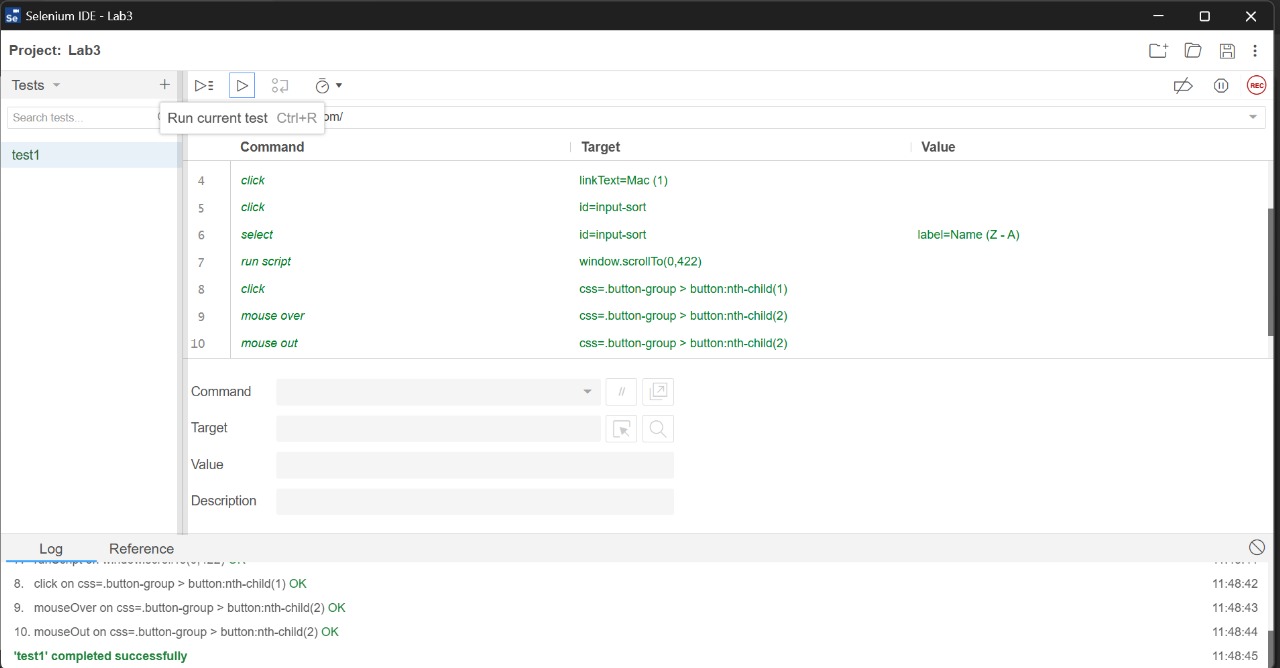 Selenium IDE - Lab3
Project: Lab3
Tests
Search tests...
Run current test Ctrl+R
om/
test1
Command Target Value
4 click linkText=Mac (1)
5 click id=input-sort
6 select id=input-sort label=Name (Z - A)
7 run script window.scrollTo(0,422)
8 click css=.button-group > button:nth-child(1)
9 mouse over css=.button-group > button:nth-child(2)
10 mouse out css=.button-group > button:nth-child(2)
Command //
Target
Value
Description
Log Reference
8. click on css=.button-group > button:nth-child(1) OK 11:48:42
9. mouseOver on css=.button-group > button:nth-child(2) OK 11:48:43
10. mouseOut on css=.button-group > button:nth-child(2) OK 11:48:44
'test1' completed successfully 11:48:45
Se
REC